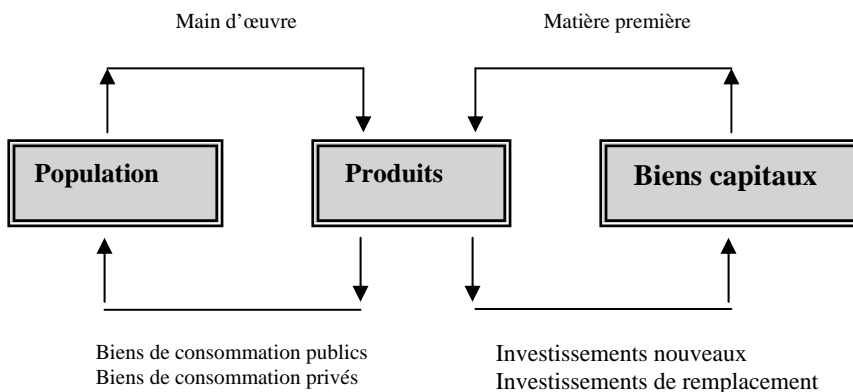 Main d’œuvre
Matière première
Population
Produits
Biens capitaux
Biens de consommation publics
Biens de consommation privés
Investissements nouveaux
Investissements de remplacement